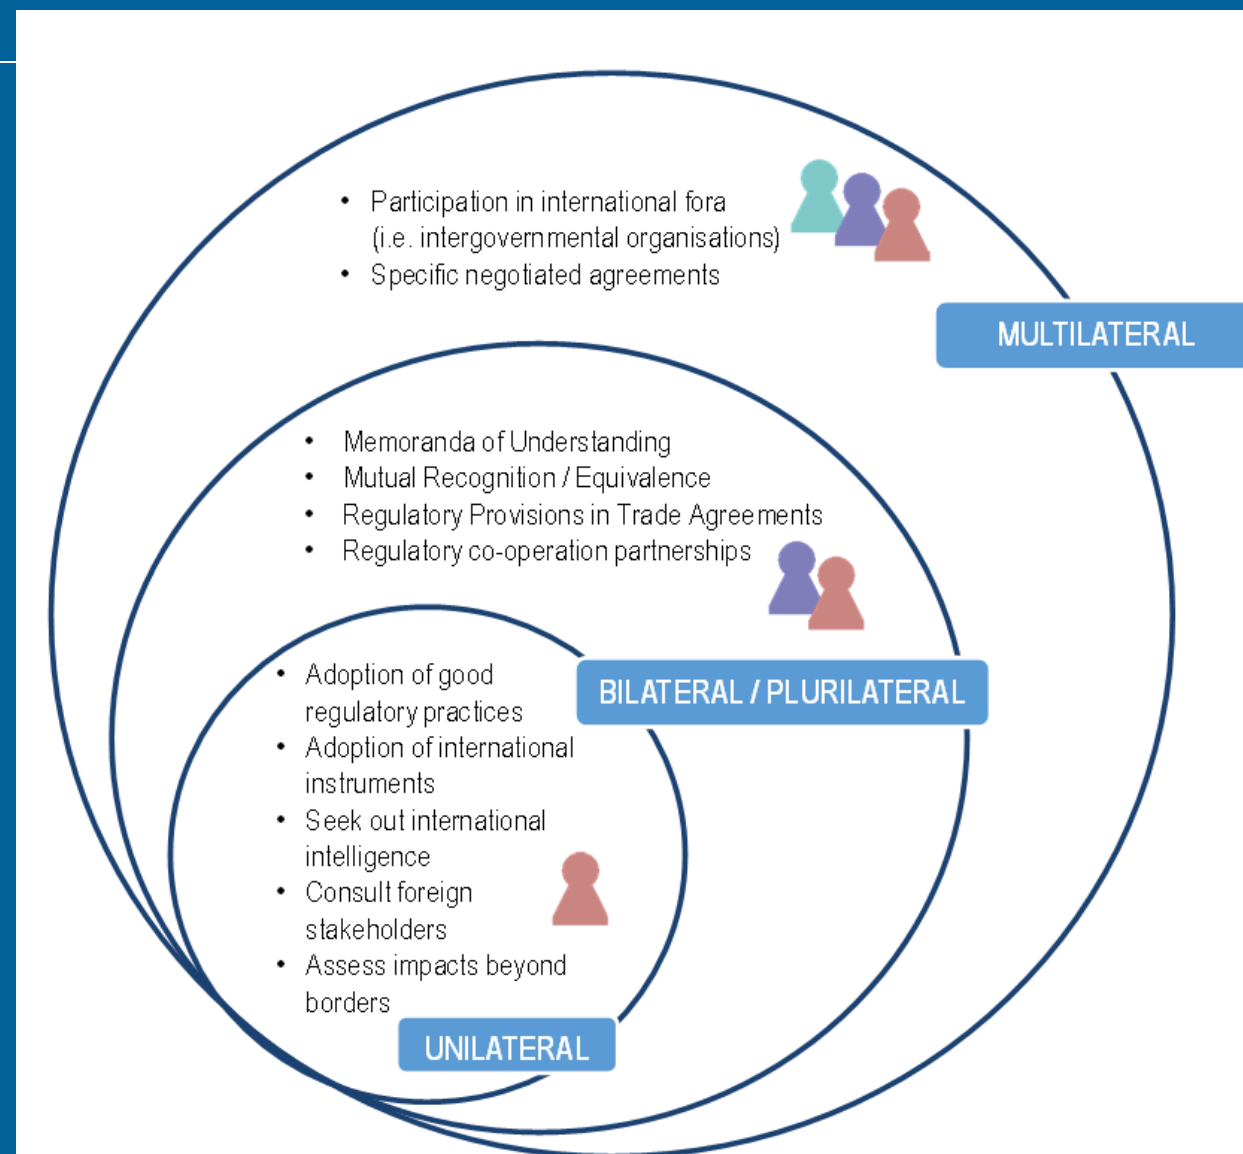 • Participation in international fora
(i.e. intergovernmental organisations)
• Specific negotiated agreements
MULTILATERAL
• Memoranda of Understanding
• Mutual Recognition / Equivalence
• Regulatory Provisions in Trade Agreements
• Regulatory co-operation partnerships
BILATERAL / PLURILATERAL
• Adoption of good
regulatory practices
• Adoption of international
instruments
• Seek out international
intelligence
• Consult foreign
stakeholders
• Assess impacts beyond
borders
UNILATERAL